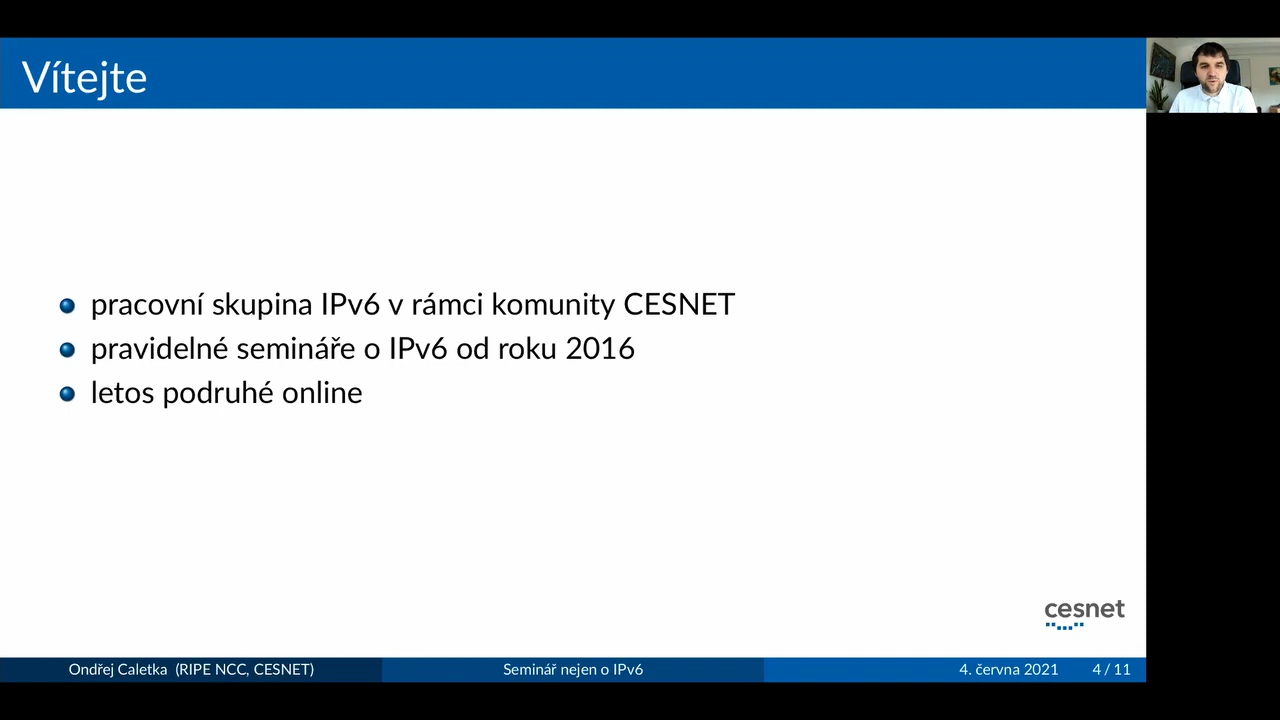 Vítejte
pracovní skupina IPv6 v rámci komunity CESNET
pravidelné semináře o IPv6 od roku 2016
letos podruhé online
cesnet
Ondřej Caletka (RIPE NCC, CESNET)
Seminář nejen o IPv6
4. června 2021
4 / 11